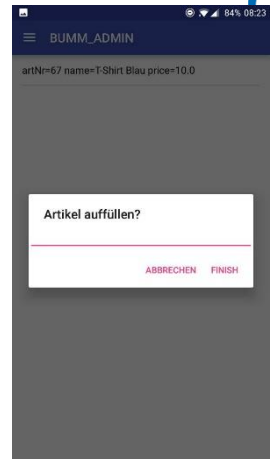 84% 08:23
BUMM_ADMIN
artNr=67 name=T-Shirt Blau price=10.0
Artikel auffüllen?
ABBRECHEN FINISH